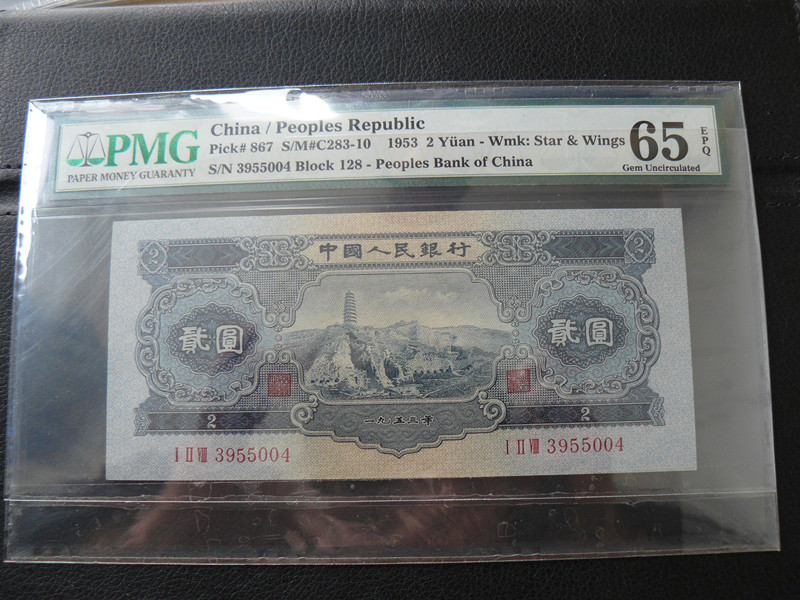 PMG
PAPER MONEY GUARANTY
China / Peoples Republic
Pick# 867 S/M#C283-10 1953 2 Yüan - Wmk: Star & Wings
S/N 3955004 Block 128 - Peoples Bank of China
65 EPQ
Gem Uncirculated
2
中國人民銀行
2
貳圓
貳圓
2
一九五三年
2
I II VIII 3955004
I II VIII 3955004